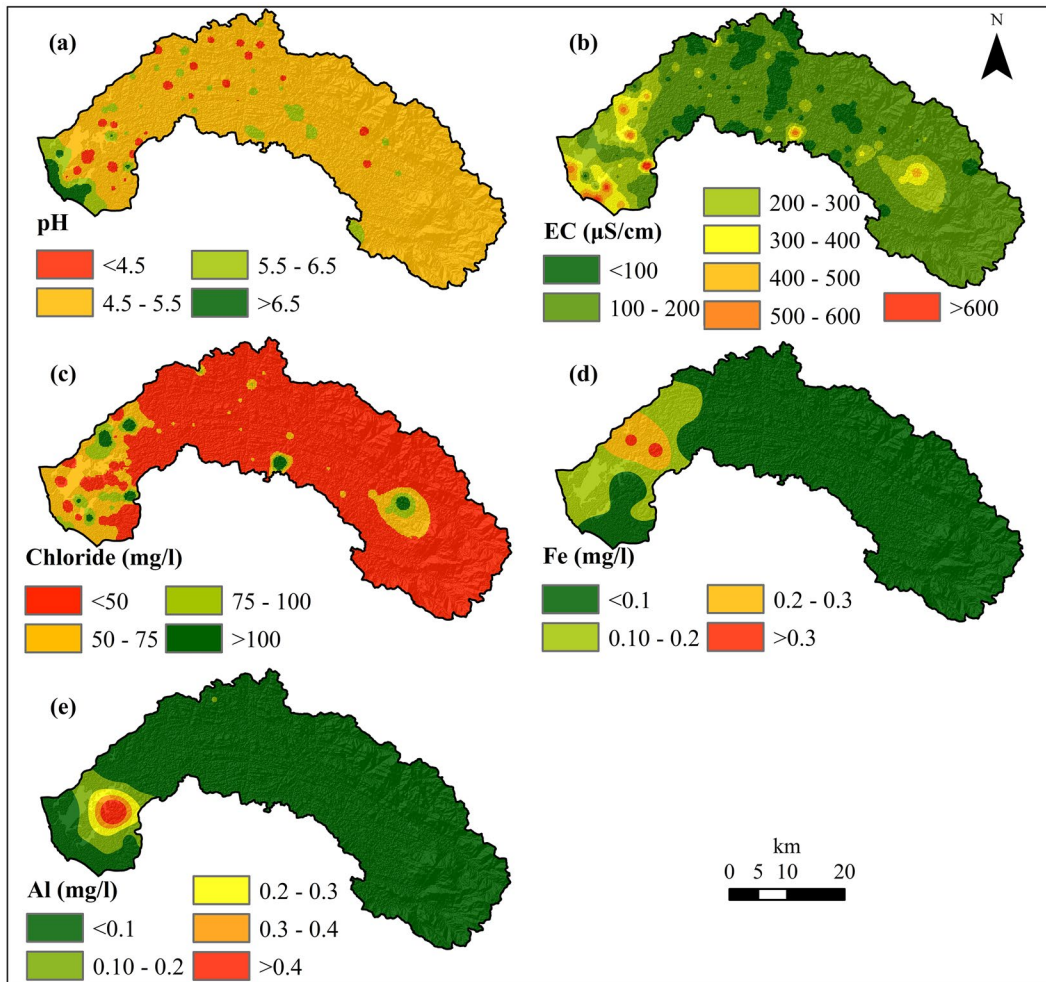 (a)
pH
<4.5
5.5 - 6.5
4.5 - 5.5
>6.5
(b)
N
EC (µS/cm)
<100
100 - 200
200 - 300
300 - 400
400 - 500
500 - 600
>600
(c)
Chloride (mg/l)
<50
75 - 100
50 - 75
>100
(d)
Fe (mg/l)
<0.1
0.2 - 0.3
0.10 - 0.2
>0.3
(e)
Al (mg/l)
<0.1
0.10 - 0.2
0.2 - 0.3
0.3 - 0.4
>0.4
km
0 5 10 20